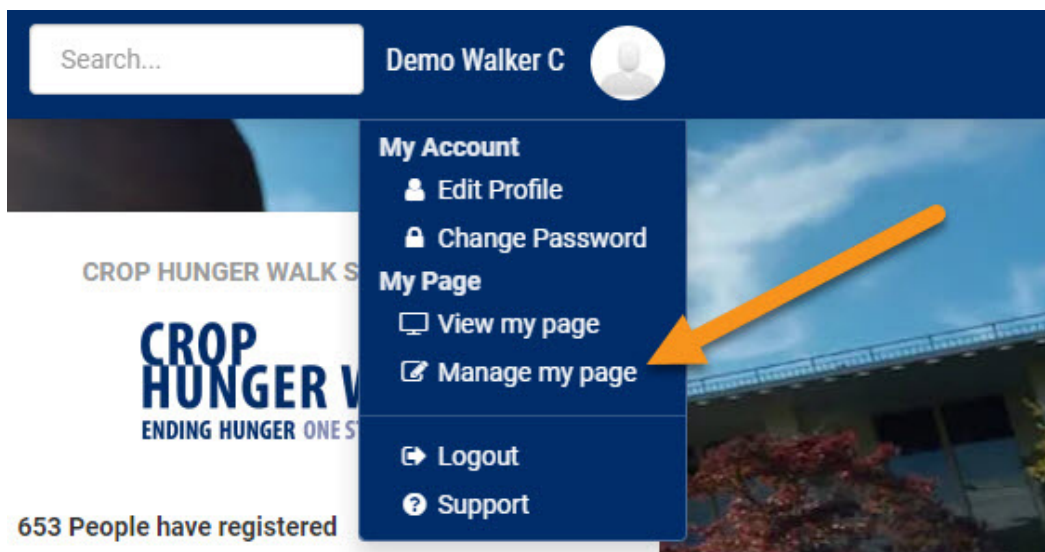 Search...
Demo Walker C
My Account
Edit Profile
Change Password
CROP HUNGER WALK S
My Page
View my page
CROP
Manage my page
HUNGER
ENDING HUNGER ONE
Logout
Support
653 People have registered